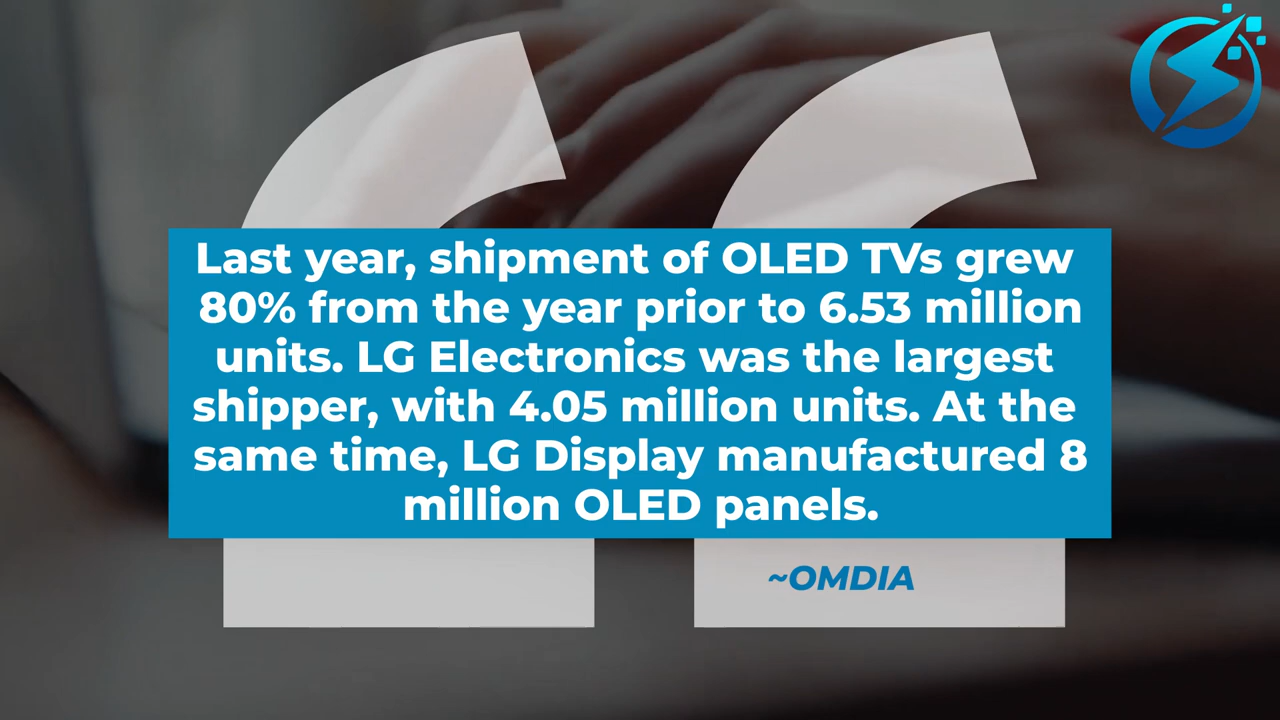 Last year, shipment of OLED TVs grew
80% from the year prior to 6.53 million
units. LG Electronics was the largest
shipper, with 4.05 million units. At the
same time, LG Display manufactured 8
million OLED panels.
~OMDIA